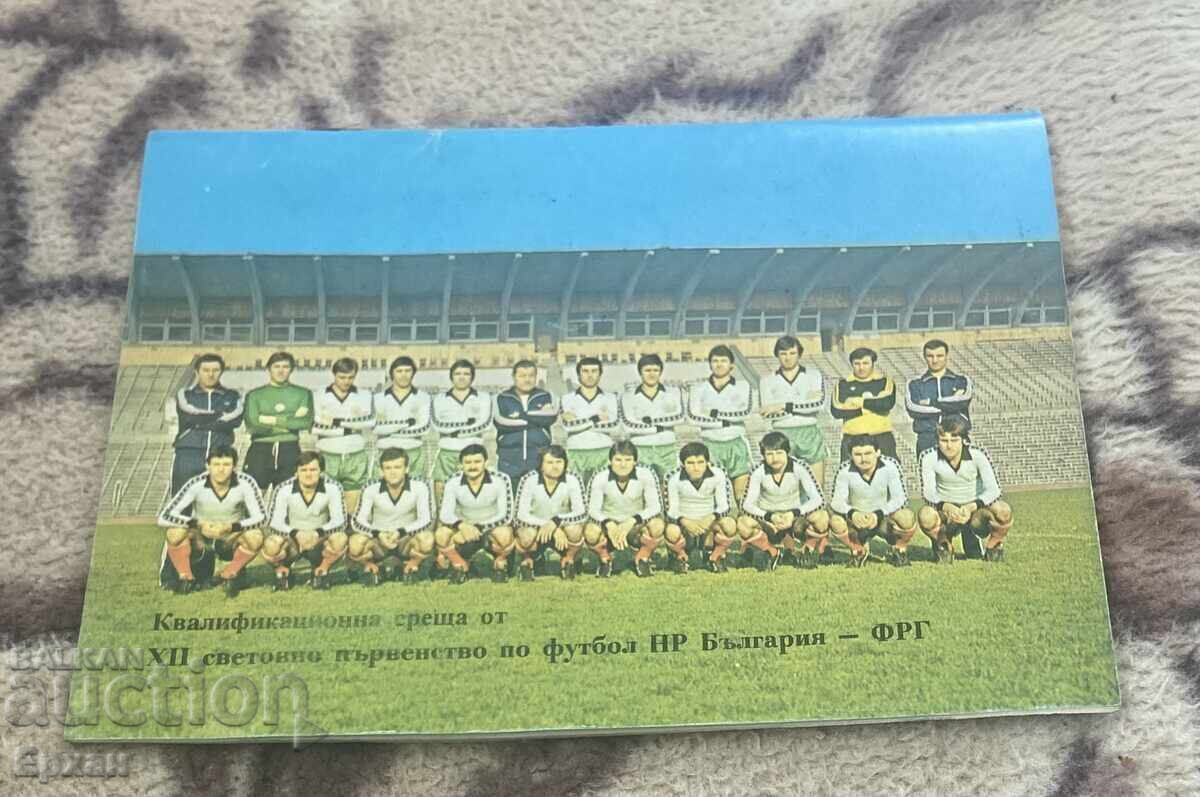 Квалификационна среща от
XII световно първенство по футбол НР България – ФРГ
BALKAN
auction
Ерхан